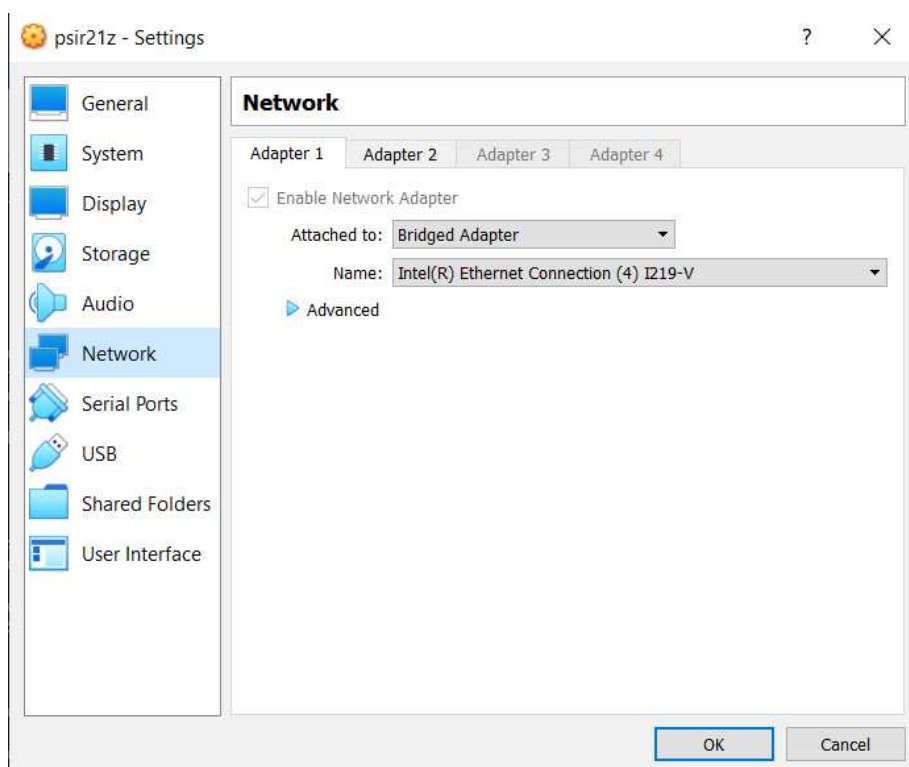 psir21z - Settings
?
General
System
Display
Storage
Audio
Network
Serial Ports
USB
Shared Folders
User Interface
Network
Adapter 1 Adapter 2 Adapter 3 Adapter 4
Enable Network Adapter
Attached to: Bridged Adapter
Name: Intel(R) Ethernet Connection (4) I219-V
Advanced
OK Cancel